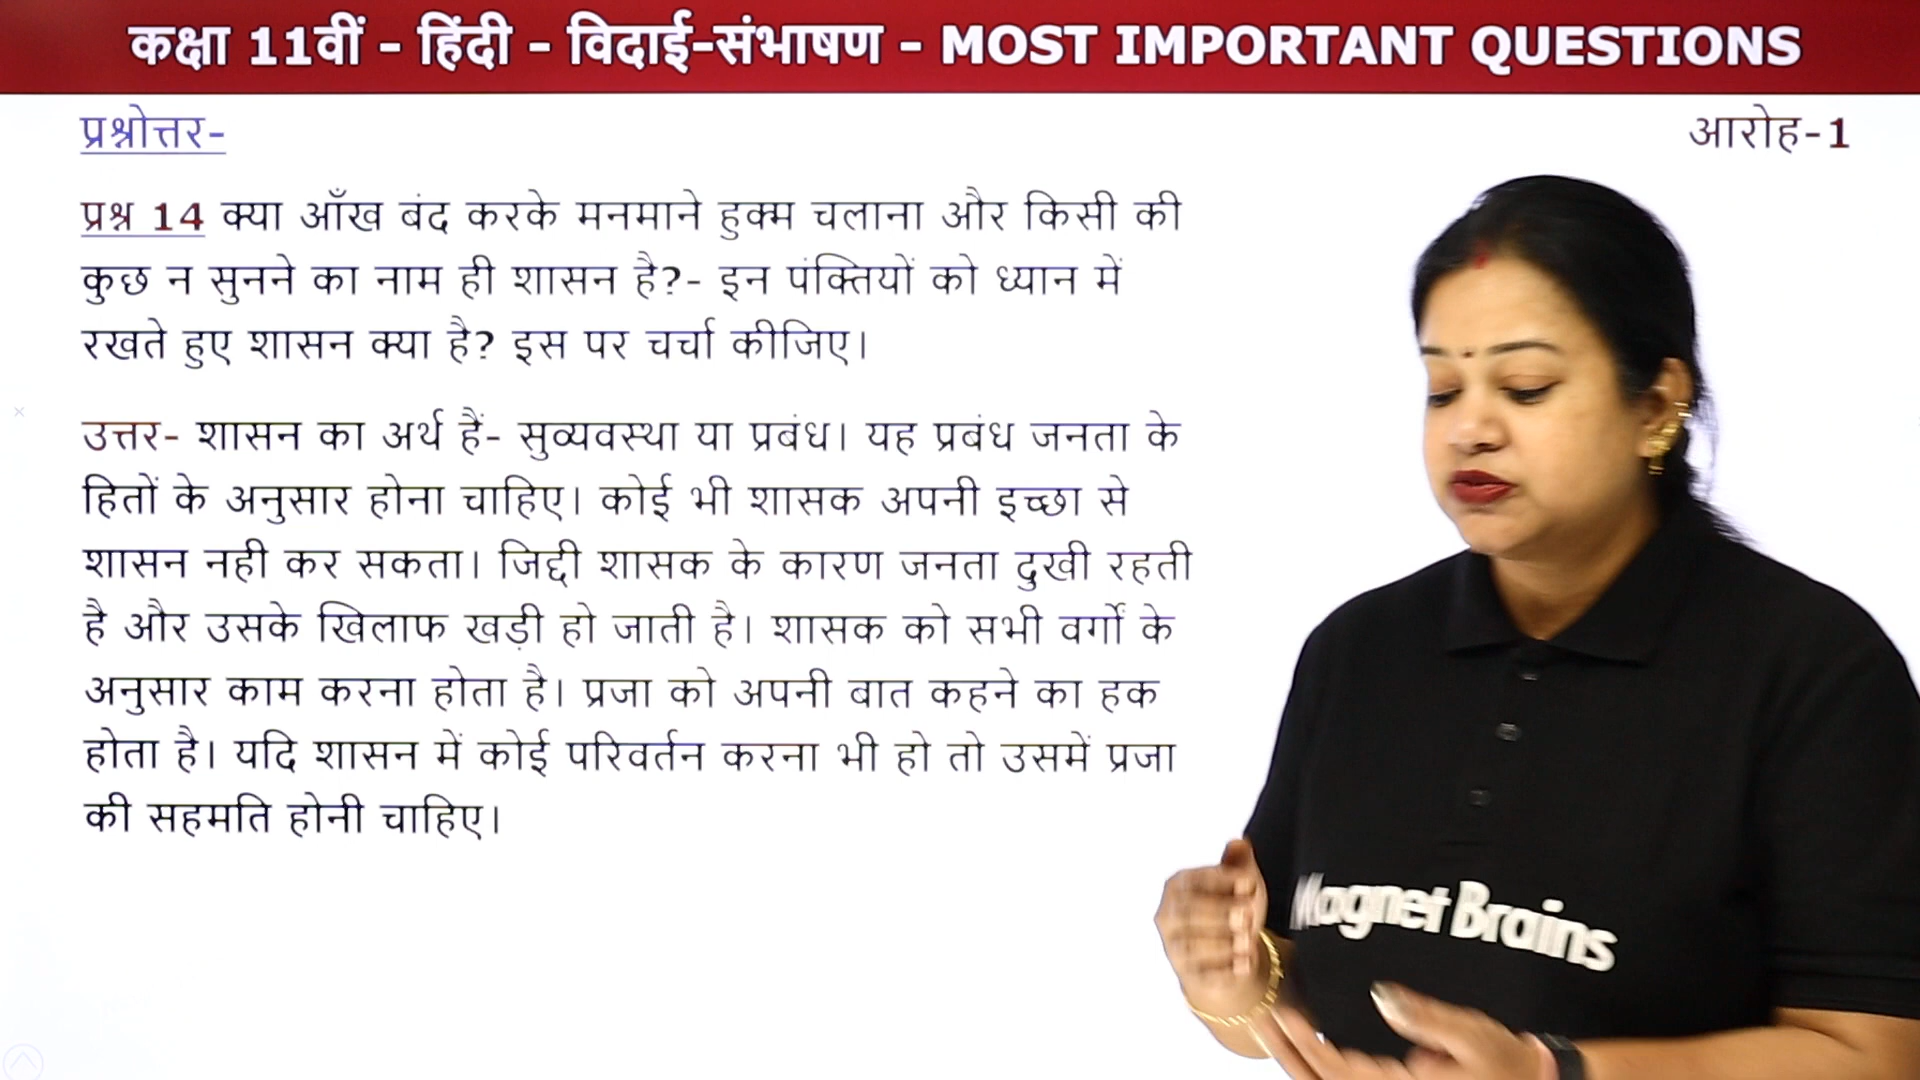 कक्षा 11वीं - हिंदी - विदाई-संभाषण - MOST IMPORTANT QUESTIONS
प्रश्नोत्तर-
आरोह-1
प्रश्न 14 क्या आँख बंद करके मनमाने हुक्म चलाना और किसी की
कुछ न सुनने का नाम ही शासन है?- इन पंक्तियों को ध्यान में
रखते हुए शासन क्या है? इस पर चर्चा कीजिए।
उत्तर- शासन का अर्थ हैं- सुव्यवस्था या प्रबंध। यह प्रबंध जनता के
हितों के अनुसार होना चाहिए। कोई भी शासक अपनी इच्छा से
शासन नही कर सकता। जिद्दी शासक के कारण जनता दुखी रहती
है और उसके खिलाफ खड़ी हो जाती है। शासक को सभी वर्गों के
अनुसार काम करना होता है। प्रजा को अपनी बात कहने का हक
होता है। यदि शासन में कोई परिवर्तन करना भी हो तो उसमें प्रजा
की सहमति होनी चाहिए।
Magnet Brains